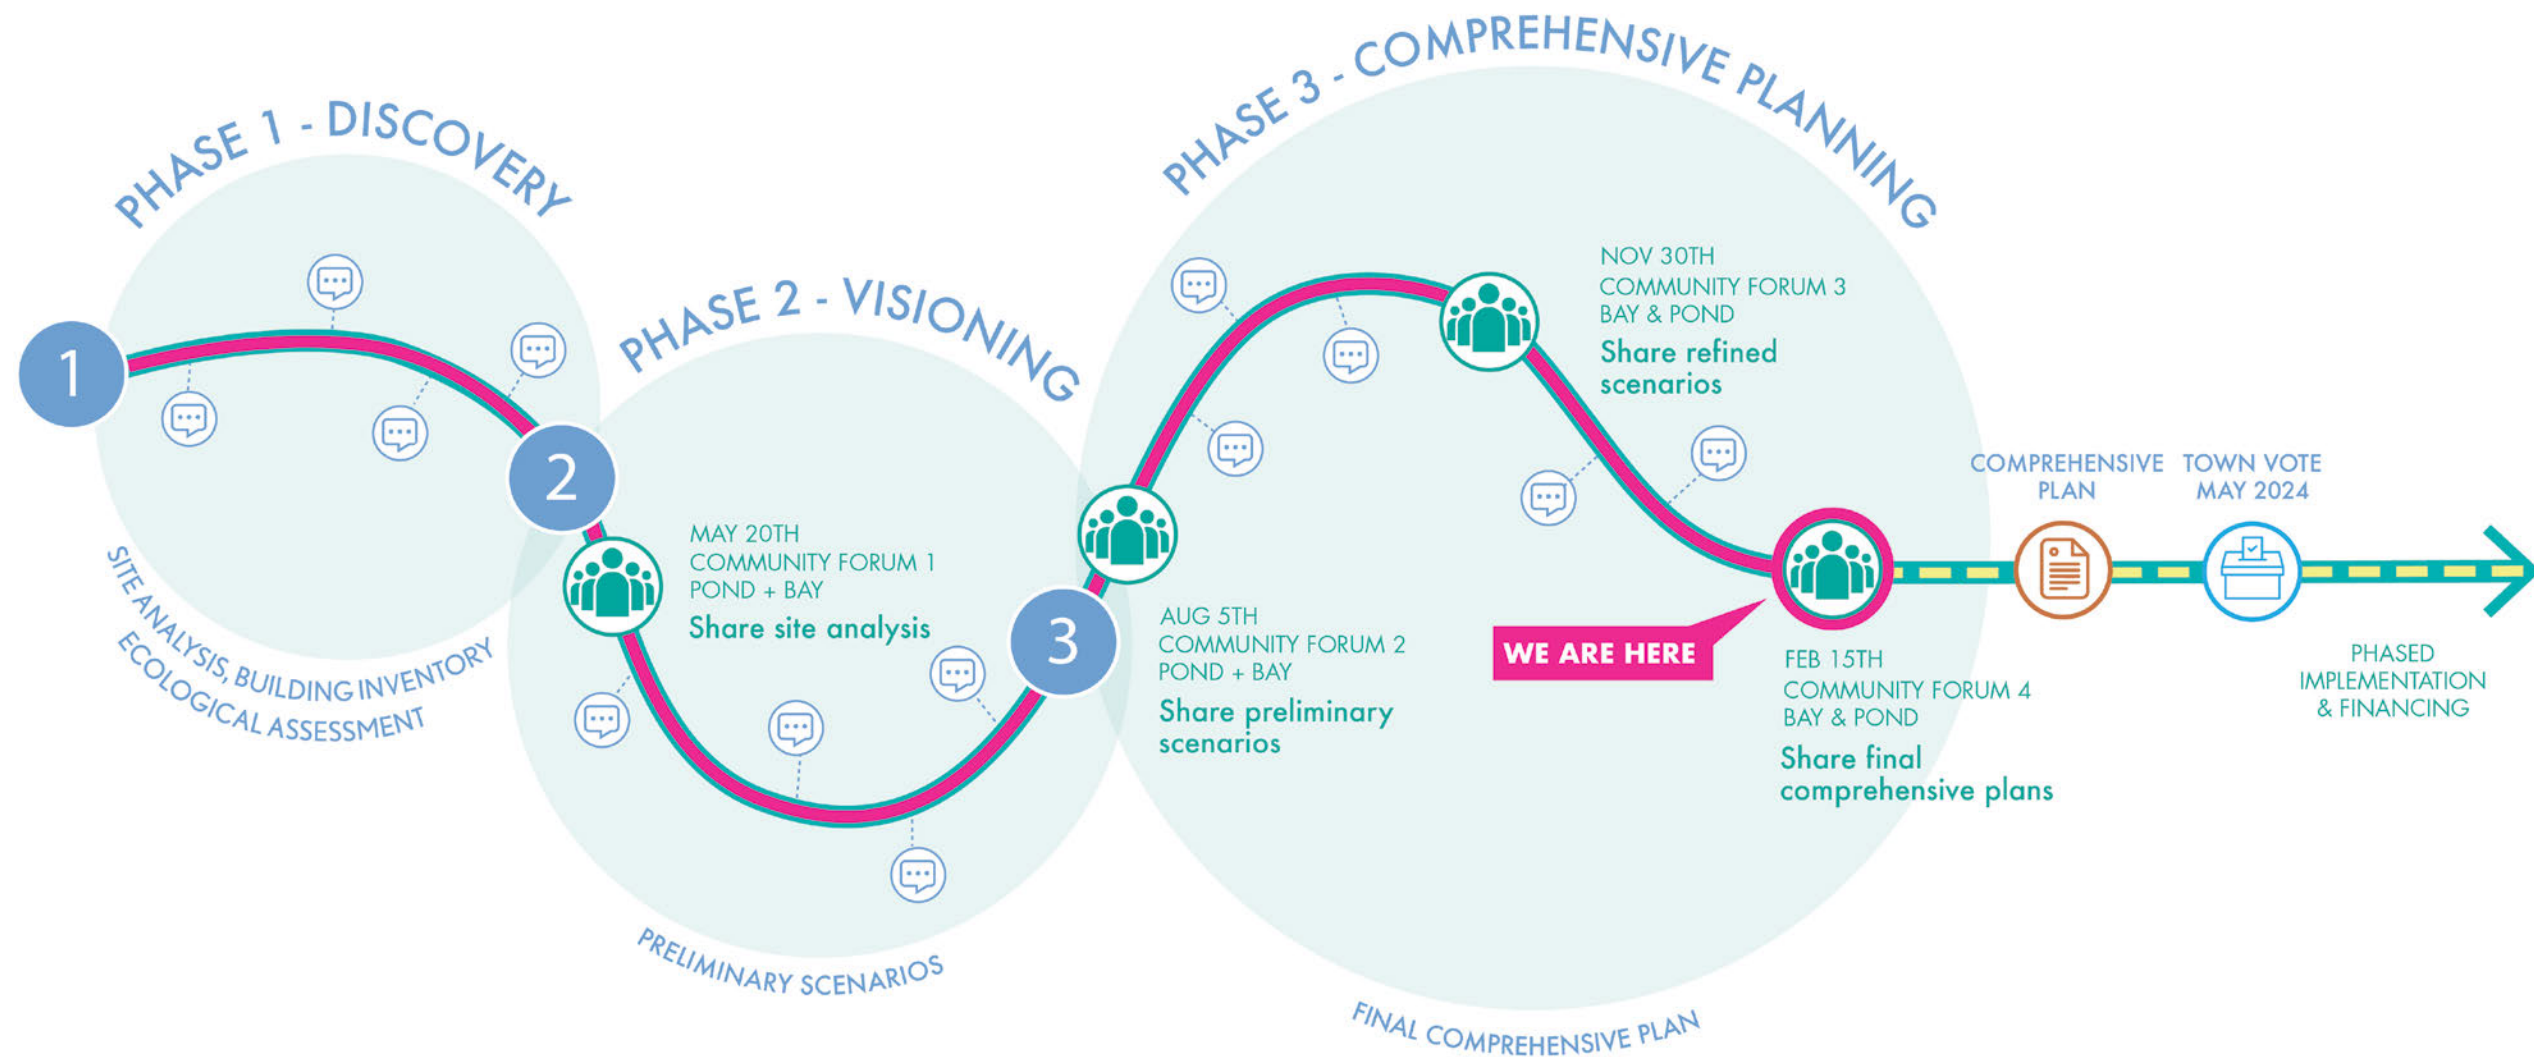 PHASE 1 - DISCOVERY
1
SITE ANALYSIS, BUILDING INVENTORY
ECOLOGICAL ASSESSMENT
PHASE 2 - VISIONING
2
MAY 20TH
COMMUNITY FORUM 1
POND + BAY
Share site analysis
PRELIMINARY SCENARIOS
PHASE 3 - COMPREHENSIVE PLANNING
3
AUG 5TH
COMMUNITY FORUM 2
POND + BAY
Share preliminary
scenarios
NOV 30TH
COMMUNITY FORUM 3
BAY & POND
Share refined
scenarios
WE ARE HERE
FEB 15TH
COMMUNITY FORUM 4
BAY & POND
Share final
comprehensive plans
FINAL COMPREHENSIVE PLAN
COMPREHENSIVE
PLAN
TOWN VOTE
MAY 2024
PHASED
IMPLEMENTATION
& FINANCING